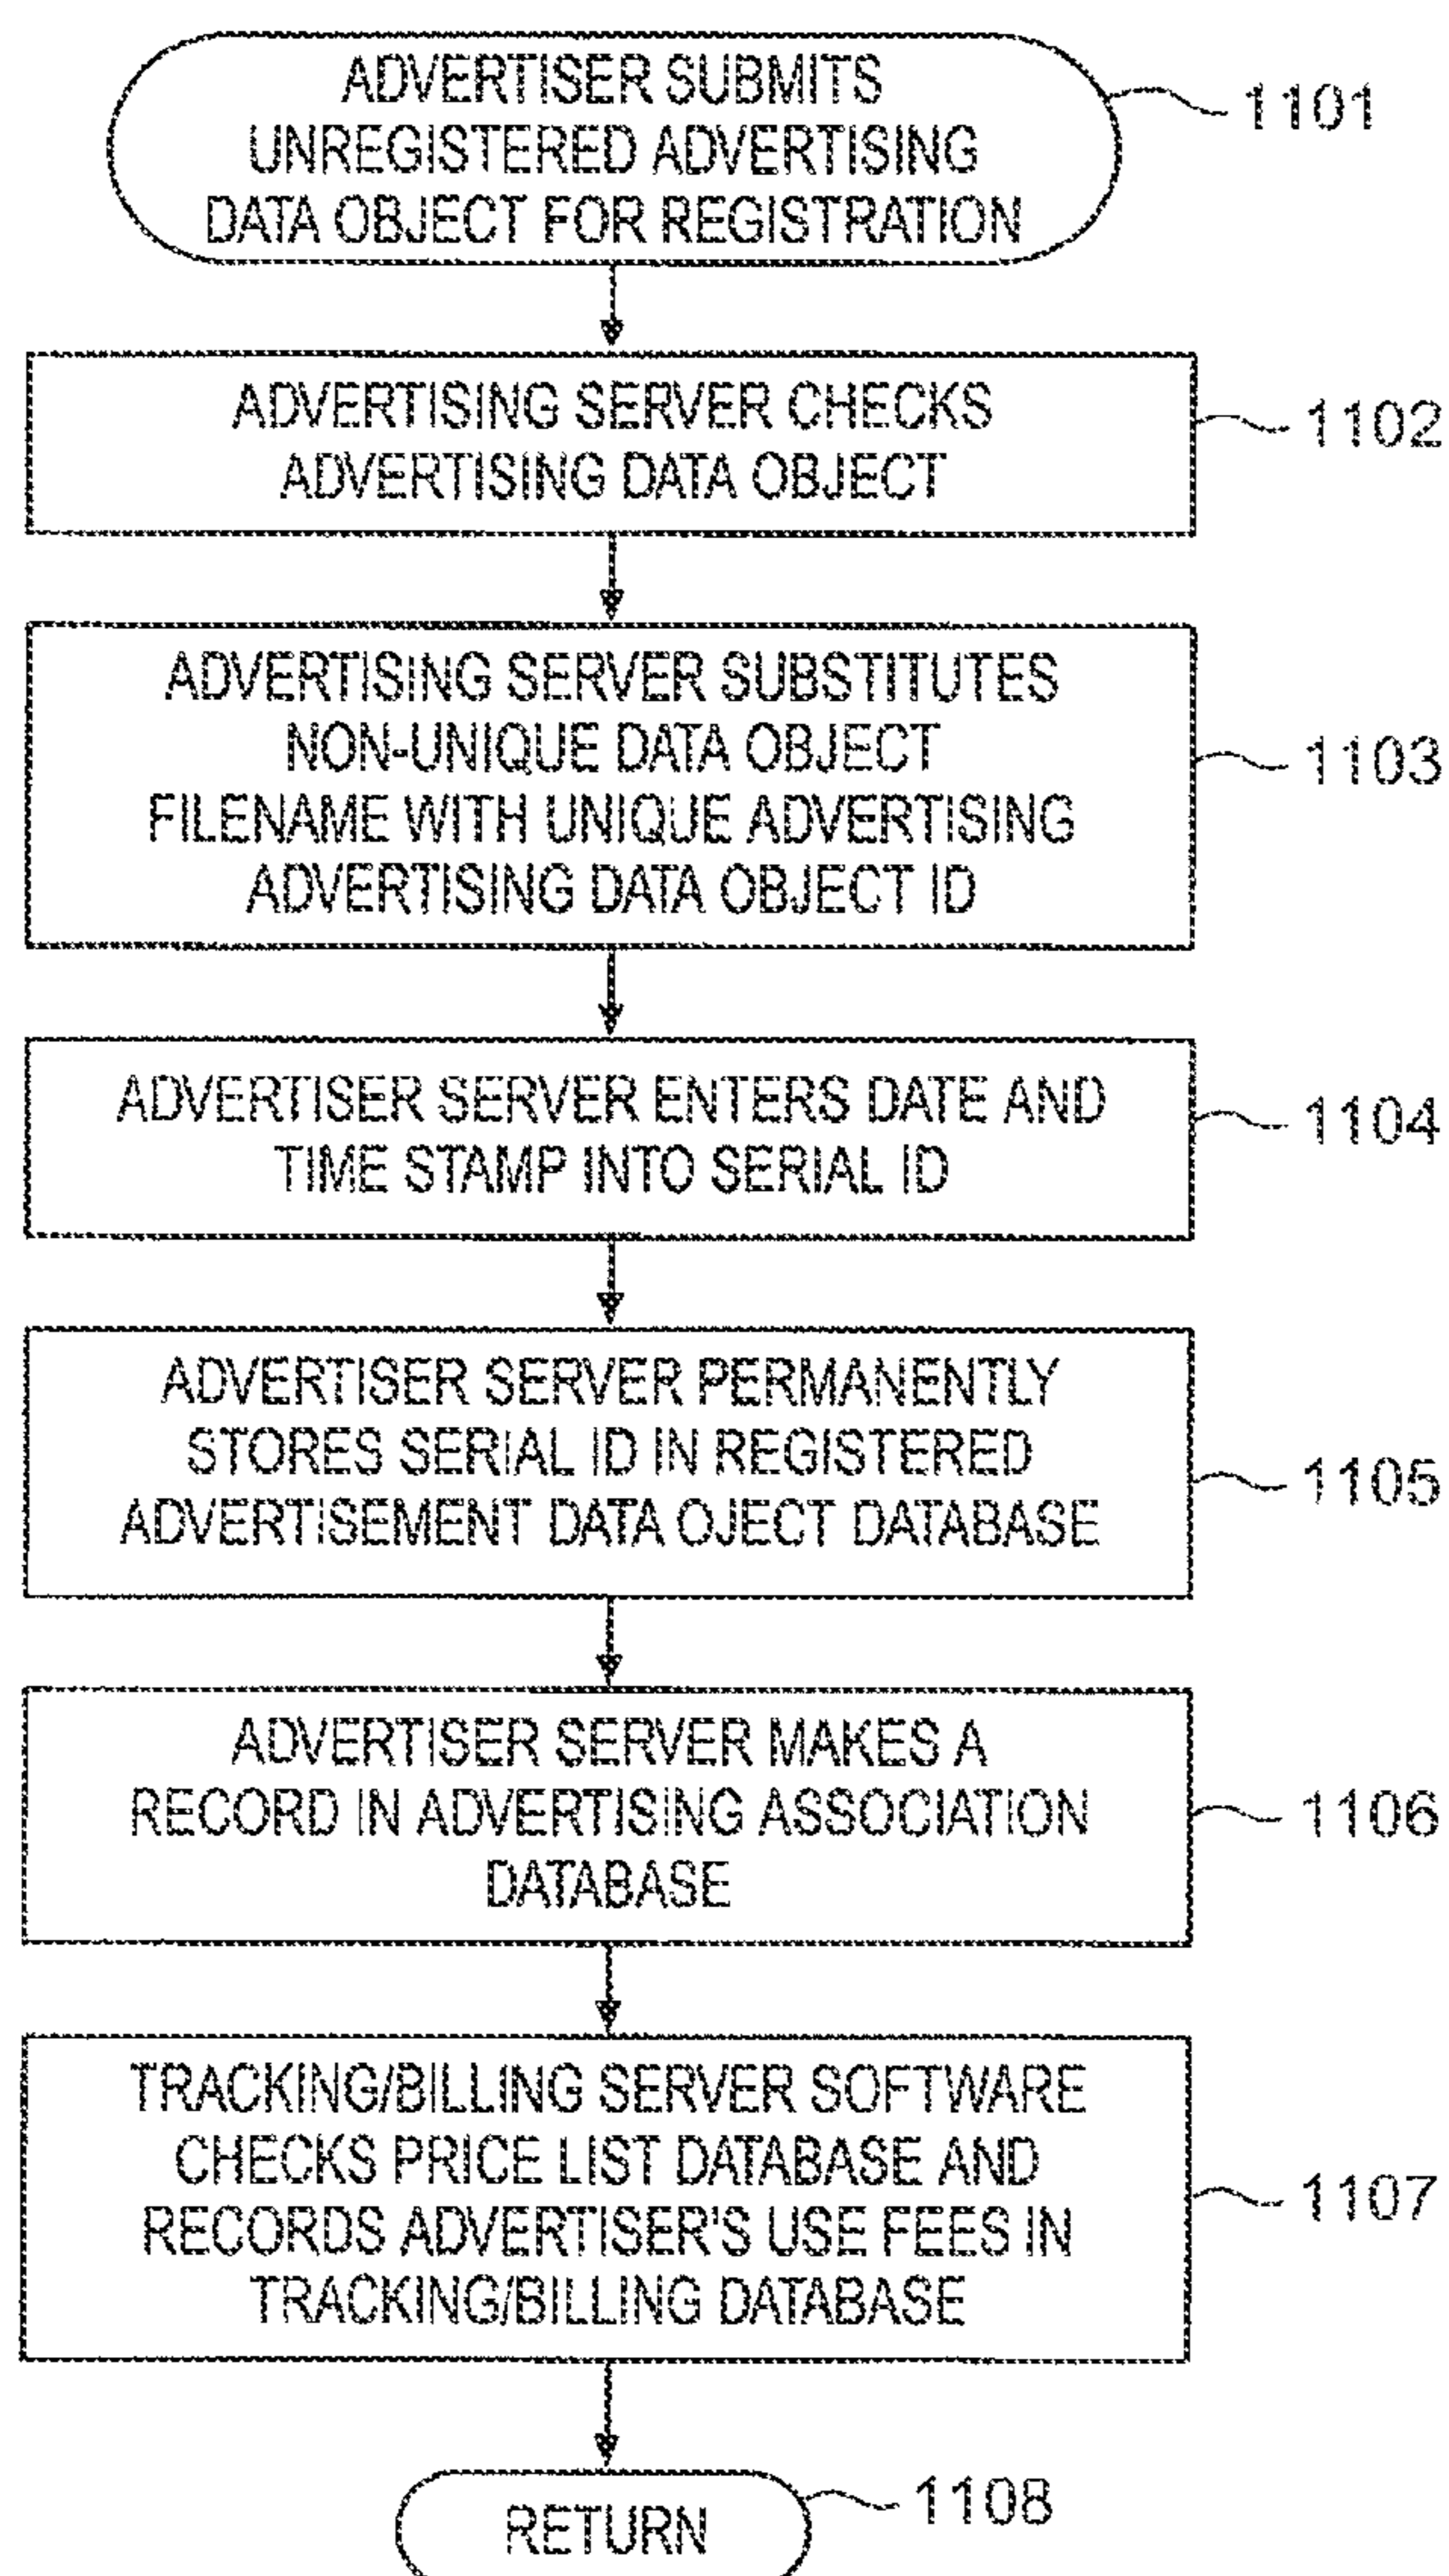 ADVERTISER SUBMITS
UNREGISTERED ADVERTISING
DATA OBJECT FOR REGISTRATION
1101
ADVERTISING SERVER CHECKS
ADVERTISING DATA OBJECT
1102
ADVERTISING SERVER SUBSTITUTES
NON-UNIQUE DATA OBJECT
FILENAME WITH UNIQUE ADVERTISING
ADVERTISING DATA OBJECT ID
1103
ADVERTISER SERVER ENTERS DATE AND
TIME STAMP INTO SERIAL ID
1104
ADVERTISER SERVER PERMANENTLY
STORES SERIAL ID IN REGISTERED
ADVERTISEMENT DATA OJECT DATABASE
1105
ADVERTISER SERVER MAKES A
RECORD IN ADVERTISING ASSOCIATION
DATABASE
1106
TRACKING/BILLING SERVER SOFTWARE
CHECKS PRICE LIST DATABASE AND
RECORDS ADVERTISER'S USE FEES IN
TRACKING/BILLING DATABASE
1107
RETURN
1108